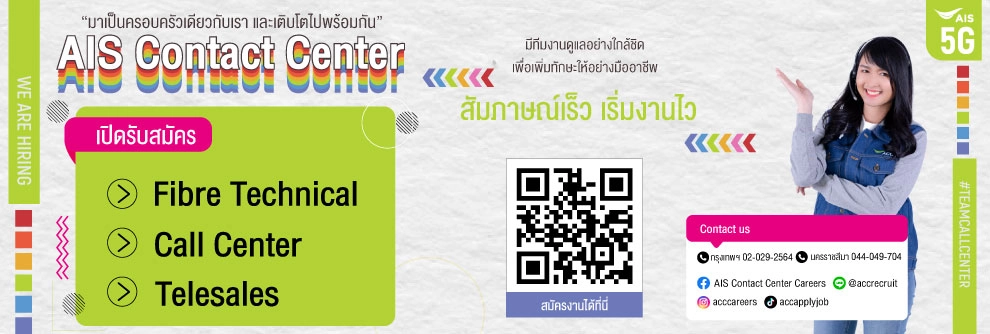 “มาเป็นครอบครัวเดียวกับเรา และเติบโตไปพร้อมกัน”
AIS Contact Center
WE ARE HIRING
เปิดรับสมัคร
Fibre Technical
Call Center
Telesales
มีทีมงานดูแลอย่างใกล้ชิด
เพื่อเพิ่มทักษะให้อย่างมืออาชีพ
สัมภาษณ์เร็ว เริ่มงานไว
สมัครงานได้ที่นี่
AIS
5G
#TEAMCALLCENTER
Contact us
กรุงเทพฯ 02-029-2564 นครราชสีมา 044-049-704
AIS Contact Center Careers @accrecruit
acccareers accapplyjob